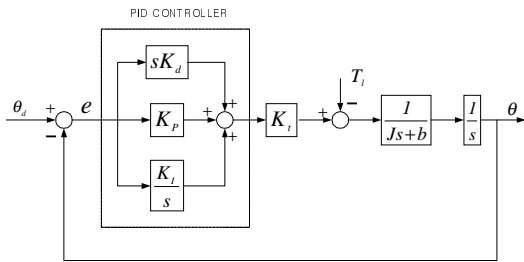 PID CONTROLLER
sK_d
T_l
θ_d
+
−
e
K_P
+
+
+
K_t
+
−
1
Js+b
1
s
θ
K_I
s